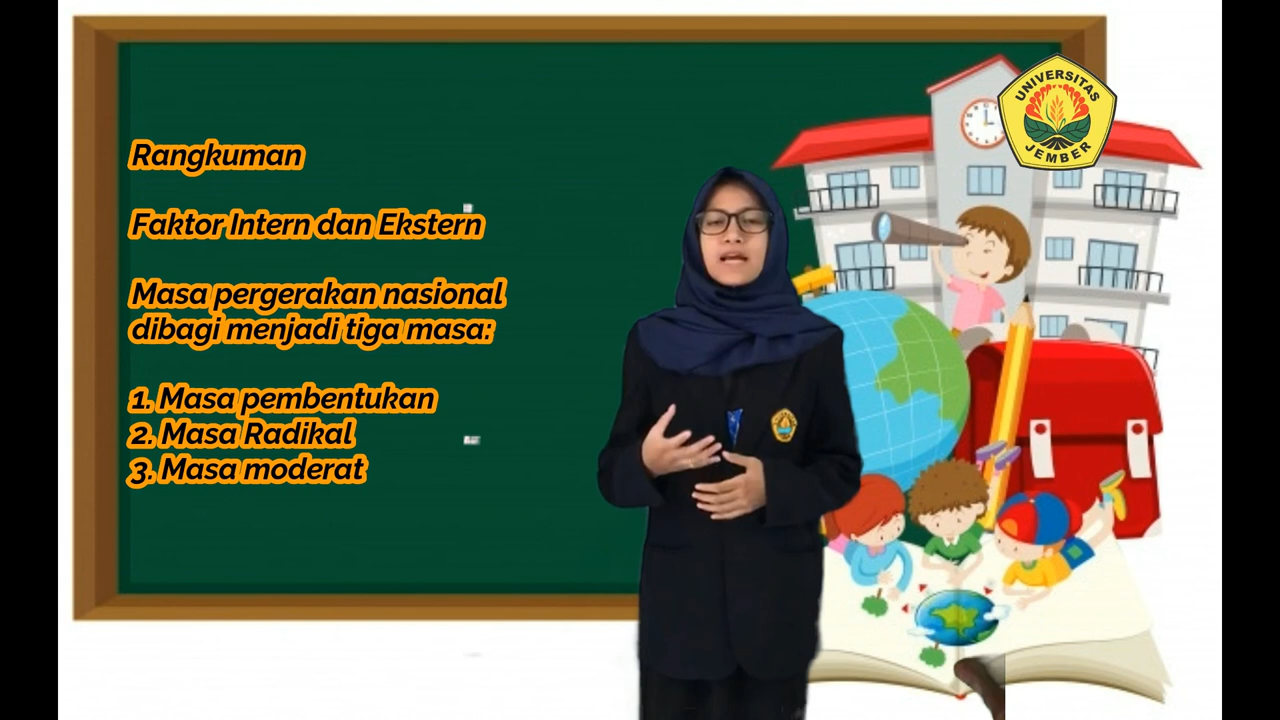 Rangkuman
Faktor Intern dan Ekstern
Masa pergerakan nasional
dibagi menjadi tiga masa:
1. Masa pembentukan
2. Masa Radikal
3. Masa moderat
UNIVERSITAS
JEMBER